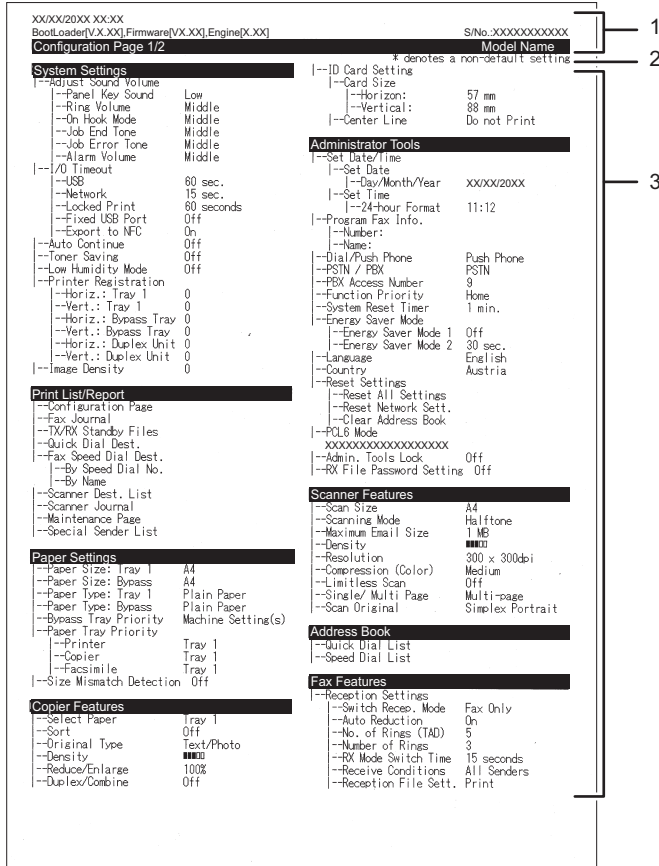 XX/XX/20XX XX:XX
BootLoader[V.X.XX],Firmware[VX.XX],Engine[X.XX] S/No.:XXXXXXXXXXX
Configuration Page 1/2 Model Name
* denotes a non-default setting
1
2
3
System Settings
|--Adjust Sound Volume
|--Panel Key Sound Low
|--Ring Volume Middle
|--On Hook Mode Middle
|--Job End Tone Middle
|--Job Error Tone Middle
|--Alarm Volume Middle
|--I/O Timeout
|--USB 60 sec.
|--Network 15 sec.
|--Locked Print 60 seconds
|--Fixed USB Port Off
|--Export to NFC On
|--Auto Continue Off
|--Toner Saving Off
|--Low Humidity Mode Off
|--Printer Registration
|--Horiz.: Tray 1 0
|--Vert.: Tray 1 0
|--Horiz.: Bypass Tray 0
|--Vert.: Bypass Tray 0
|--Horiz.: Duplex Unit 0
|--Vert.: Duplex Unit 0
|--Image Density 0
Print List/Report
|--Configuration Page
|--Fax Journal
|--TX/RX Standby Files
|--Quick Dial Dest.
|--Fax Speed Dial Dest.
|--By Speed Dial No.
|--By Name
|--Scanner Dest. List
|--Scanner Journal
|--Maintenance Page
|--Special Sender List
Paper Settings
|--Paper Size: Tray 1 A4
|--Paper Size: Bypass A4
|--Paper Type: Tray 1 Plain Paper
|--Paper Type: Bypass Plain Paper
|--Bypass Tray Priority Machine Setting(s)
|--Paper Tray Priority
|--Printer Tray 1
|--Copier Tray 1
|--Facsimile Tray 1
|--Size Mismatch Detection Off
Copier Features
|--Select Paper Tray 1
|--Sort Off
|--Original Type Text/Photo
|--Density
|--Reduce/Enlarge 100%
|--Duplex/Combine Off
|--ID Card Setting
|--Card Size
|--Horizon: 57 mm
|--Vertical: 88 mm
|--Center Line Do not Print
Administrator Tools
|--Set Date/Time
|--Set Date
|--Day/Month/Year XX/XX/20XX
|--Set Time
|--24-hour Format 11:12
|--Program Fax Info.
|--Number:
|--Name:
|--Dial/Push Phone Push Phone
|--PSTN / PBX PSTN
|--PBX Access Number 9
|--Function Priority Home
|--System Reset Timer 1 min.
|--Energy Saver Mode
|--Energy Saver Mode 1 Off
|--Energy Saver Mode 2 30 sec.
|--Language English
|--Country Austria
|--Reset Settings
|--Reset All Settings
|--Reset Network Sett.
|--Clear Address Book
|--PCL6 Mode
XXXXXXXXXXXXXXXXXXX
|--Admin. Tools Lock Off
|--RX File Password Setting Off
Scanner Features
|--Scan Size A4
|--Scanning Mode Halftone
|--Maximum Email Size 1 MB
|--Density
|--Resolution 300 x 300dpi
|--Compression (Color) Medium
|--Limitless Scan Off
|--Single/ Multi Page Multi-page
|--Scan Original Simplex Portrait
Address Book
|--Quick Dial List
|--Speed Dial List
Fax Features
|--Reception Settings
|--Switch Recep. Mode Fax Only
|--Auto Reduction On
|--No. of Rings (TAD) 5
|--Number of Rings 3
|--RX Mode Switch Time 15 seconds
|--Receive Conditions All Senders
|--Reception File Sett. Print